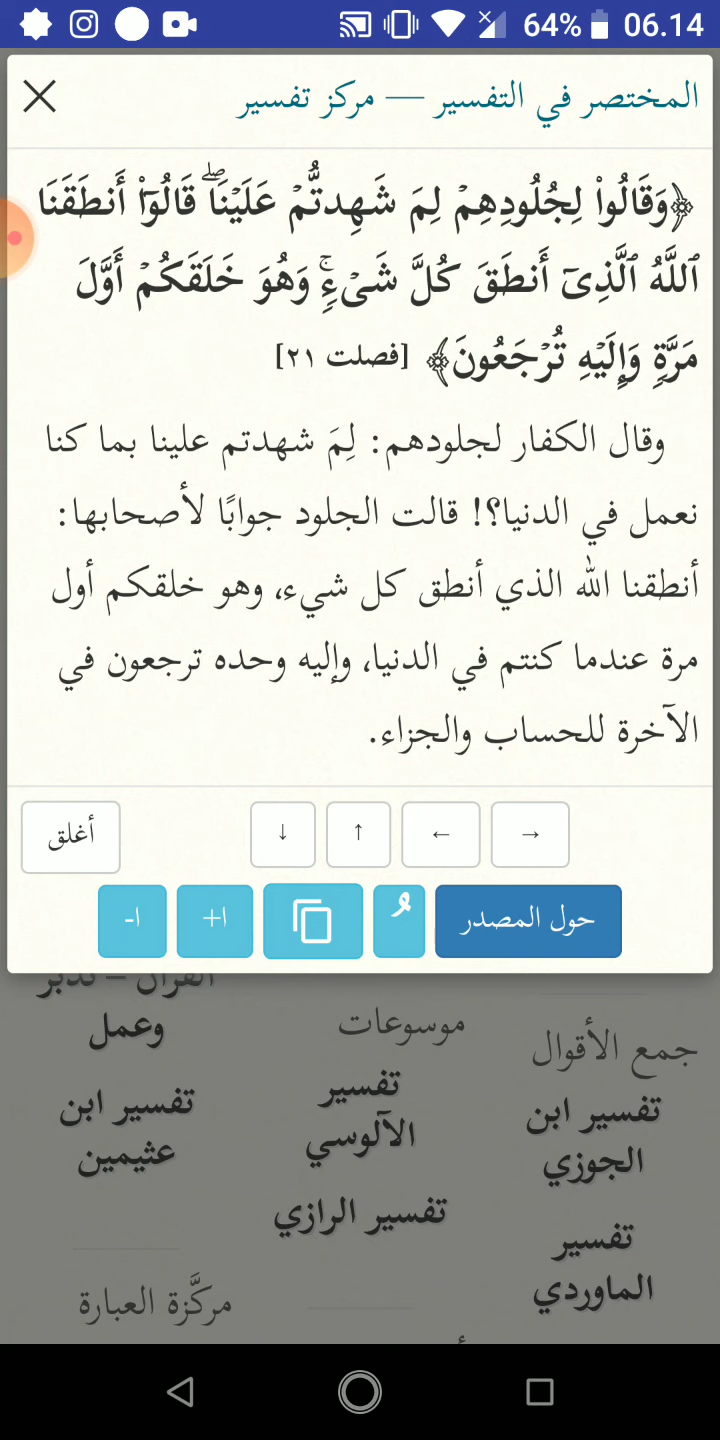 64% 06.14
المختصر في التفسير — مركز تفسير
﴿وَقَالُوا۟ لِجُلُودِهِمۡ لِمَ شَهِدتُّمۡ عَلَیۡنَاۖ قَالُوۤا۟ أَنطَقَنَا
ٱللَّهُ ٱلَّذِیۤ أَنطَقَ كُلَّ شَیۡءࣲۚ وَهُوَ خَلَقَكُمۡ أَوَّلَ
مَرَّةࣲ وَإِلَیۡهِ تُرۡجَعُونَ﴾ [فصلت ٢١]
وقال الكفار لجلودهم: لِمَ شهدتم علينا بما كنا
نعمل في الدنيا؟! قالت الجلود جوابًا لأصحابها:
أنطقنا الله الذي أنطق كل شيء، وهو خلقكم أول
مرة عندما كنتم في الدنيا، وإليه وحده ترجعون في
الآخرة للحساب والجزاء.
→ ← ↑ ↓ أغلق
حول المصدر ا+ ا-
القرآن – تدبر
وعمل
موسوعات
جمع الأقوال
تفسير
الآلوسي
تفسير ابن
عثيمين
تفسير ابن
الجوزي
تفسير الرازي
تفسير
الماوردي
مركَّزة العبارة